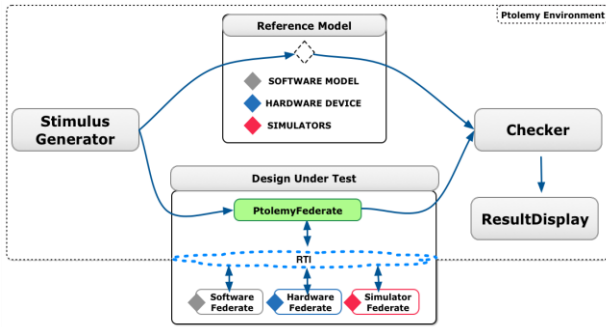 Ptolemy Environment
Reference Model
SOFTWARE MODEL
HARDWARE DEVICE
SIMULATORS
Stimulus
Generator
Checker
Design Under Test
PtolemyFederate
ResultDisplay
RTI
Software
Federate
Hardware
Federate
Simulator
Federate